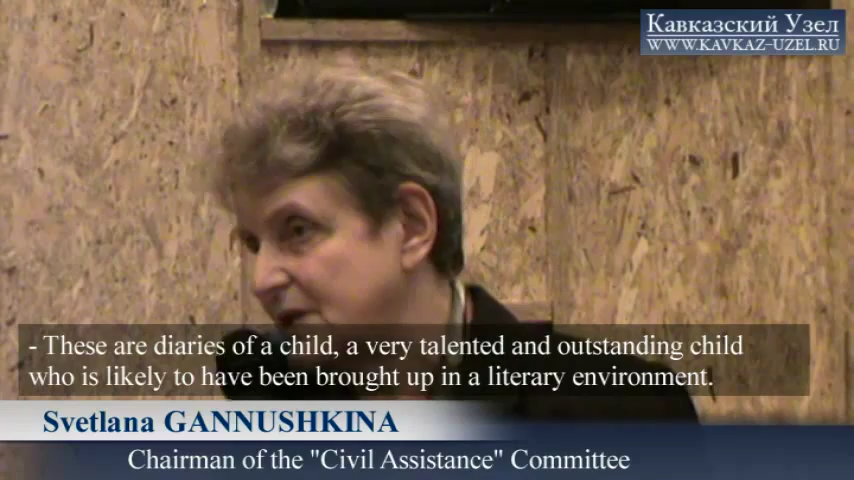 Кавказский Узел
WWW.KAVKAZ-UZEL.RU
- These are diaries of a child, a very talented and outstanding child
who is likely to have been brought up in a literary environment.
Svetlana GANNUSHKINA
Chairman of the "Civil Assistance" Committee